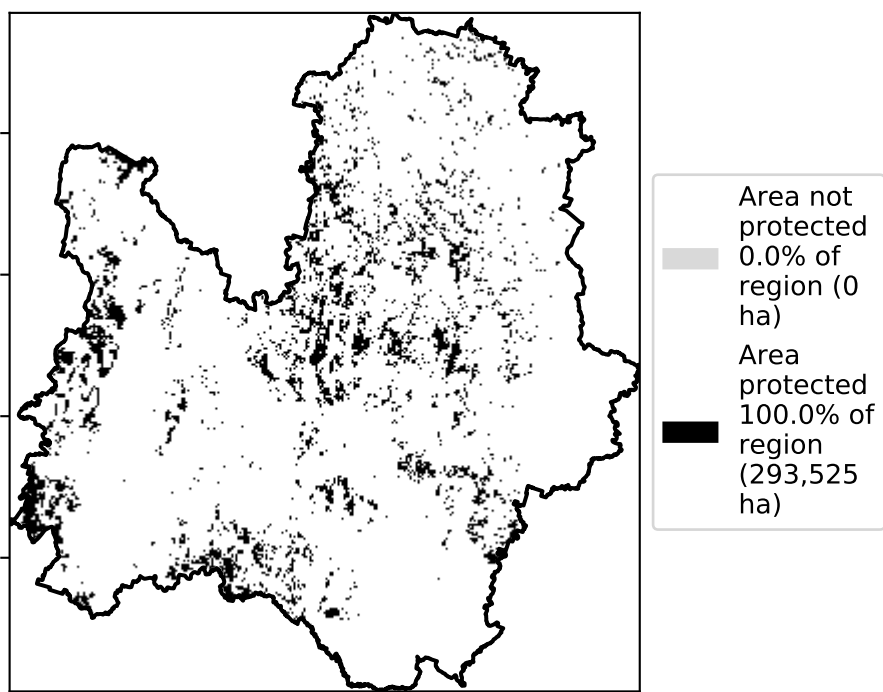 Area not
protected
0.0% of
region (0
ha)
Area
protected
100.0% of
region
(293,525
ha)